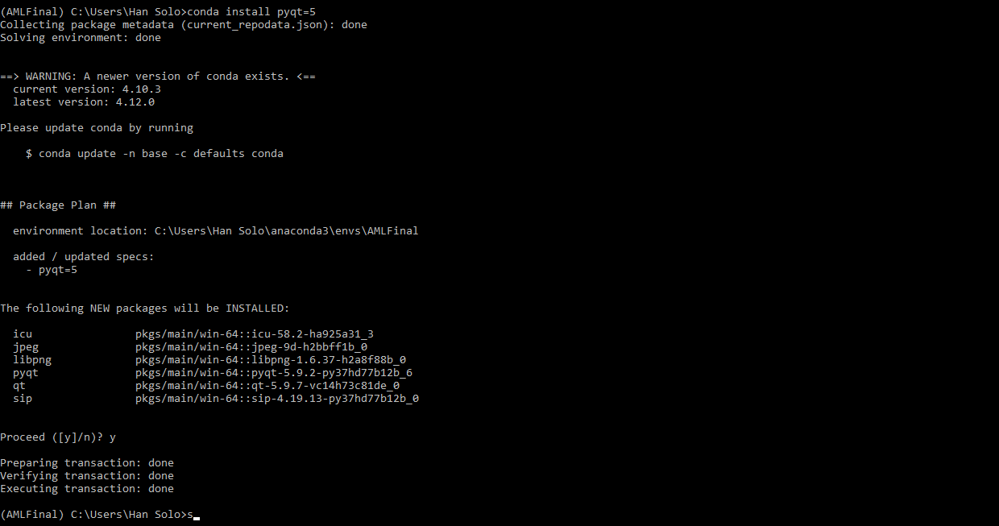 (AMLFinal) C:\Users\Han Solo>conda install pyqt=5
Collecting package metadata (current_repodata.json): done
Solving environment: done
==> WARNING: A newer version of conda exists. <==
current version: 4.10.3
latest version: 4.12.0
Please update conda by running
$ conda update -n base -c defaults conda
## Package Plan ##
environment location: C:\Users\Han Solo\anaconda3\envs\AMLFinal
added / updated specs:
- pyqt=5
The following NEW packages will be INSTALLED:
icu pkgs/main/win-64::icu-58.2-ha925a31_3
jpeg pkgs/main/win-64::jpeg-9d-h2bbff1b_0
libpng pkgs/main/win-64::libpng-1.6.37-h2a8f88b_0
pyqt pkgs/main/win-64::pyqt-5.9.2-py37hd77b12b_6
qt pkgs/main/win-64::qt-5.9.7-vc14h73c81de_0
sip pkgs/main/win-64::sip-4.19.13-py37hd77b12b_0
Proceed ([y]/n)? y
Preparing transaction: done
Verifying transaction: done
Executing transaction: done
(AMLFinal) C:\Users\Han Solo>s